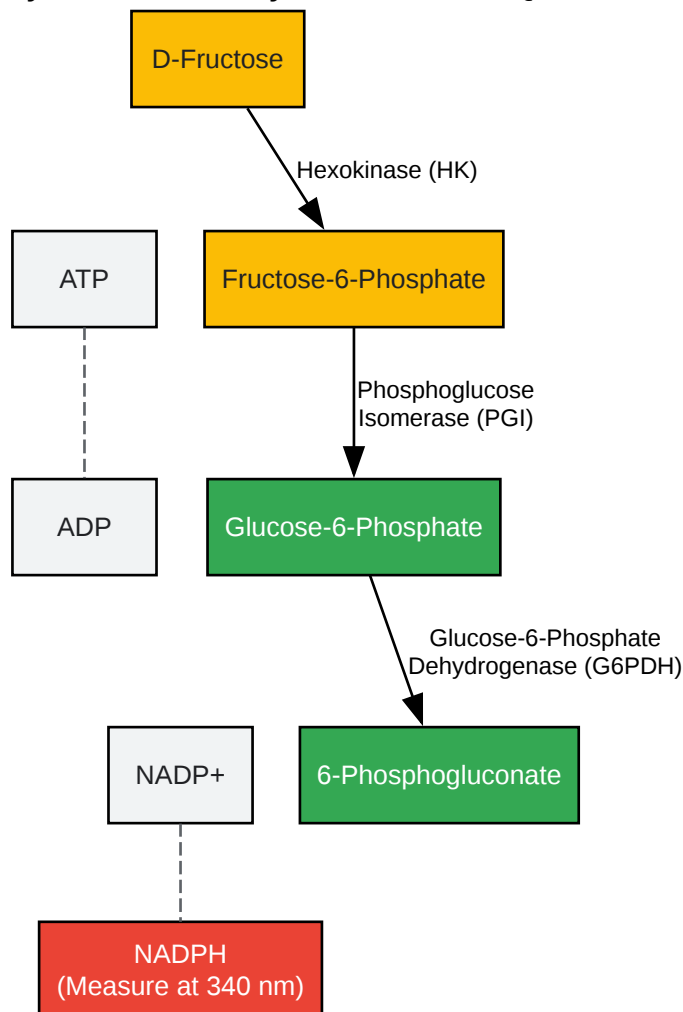 D-Fructose
Hexokinase (HK)
ATP
Fructose-6-Phosphate
Phosphoglucose
Isomerase (PGI)
ADP
Glucose-6-Phosphate
Glucose-6-Phosphate
Dehydrogenase (G6PDH)
NADP+
6-Phosphogluconate
NADPH
(Measure at 340 nm)